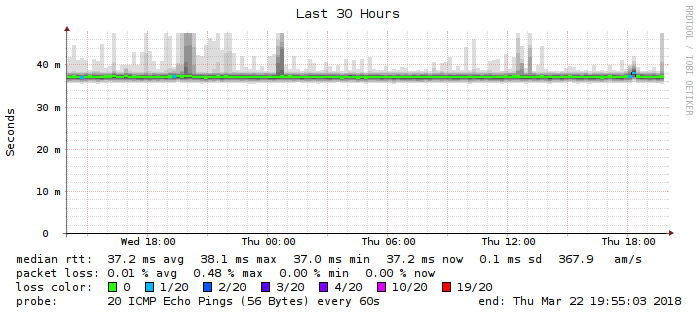 Last 30 Hours
RRDTOOL / TOBI OETIKER
Seconds
40 m
30 m
20 m
10 m
0
Wed 18:00 Thu 00:00 Thu 06:00 Thu 12:00 Thu 18:00
median rtt: 37.2 ms avg 38.1 ms max 37.0 ms min 37.2 ms now 0.1 ms sd 367.9 am/s
packet loss: 0.01 % avg 0.48 % max 0.00 % min 0.00 % now
loss color: 0 1/20 2/20 3/20 4/20 10/20 19/20
probe: 20 ICMP Echo Pings (56 Bytes) every 60s end: Thu Mar 22 19:55:03 2018